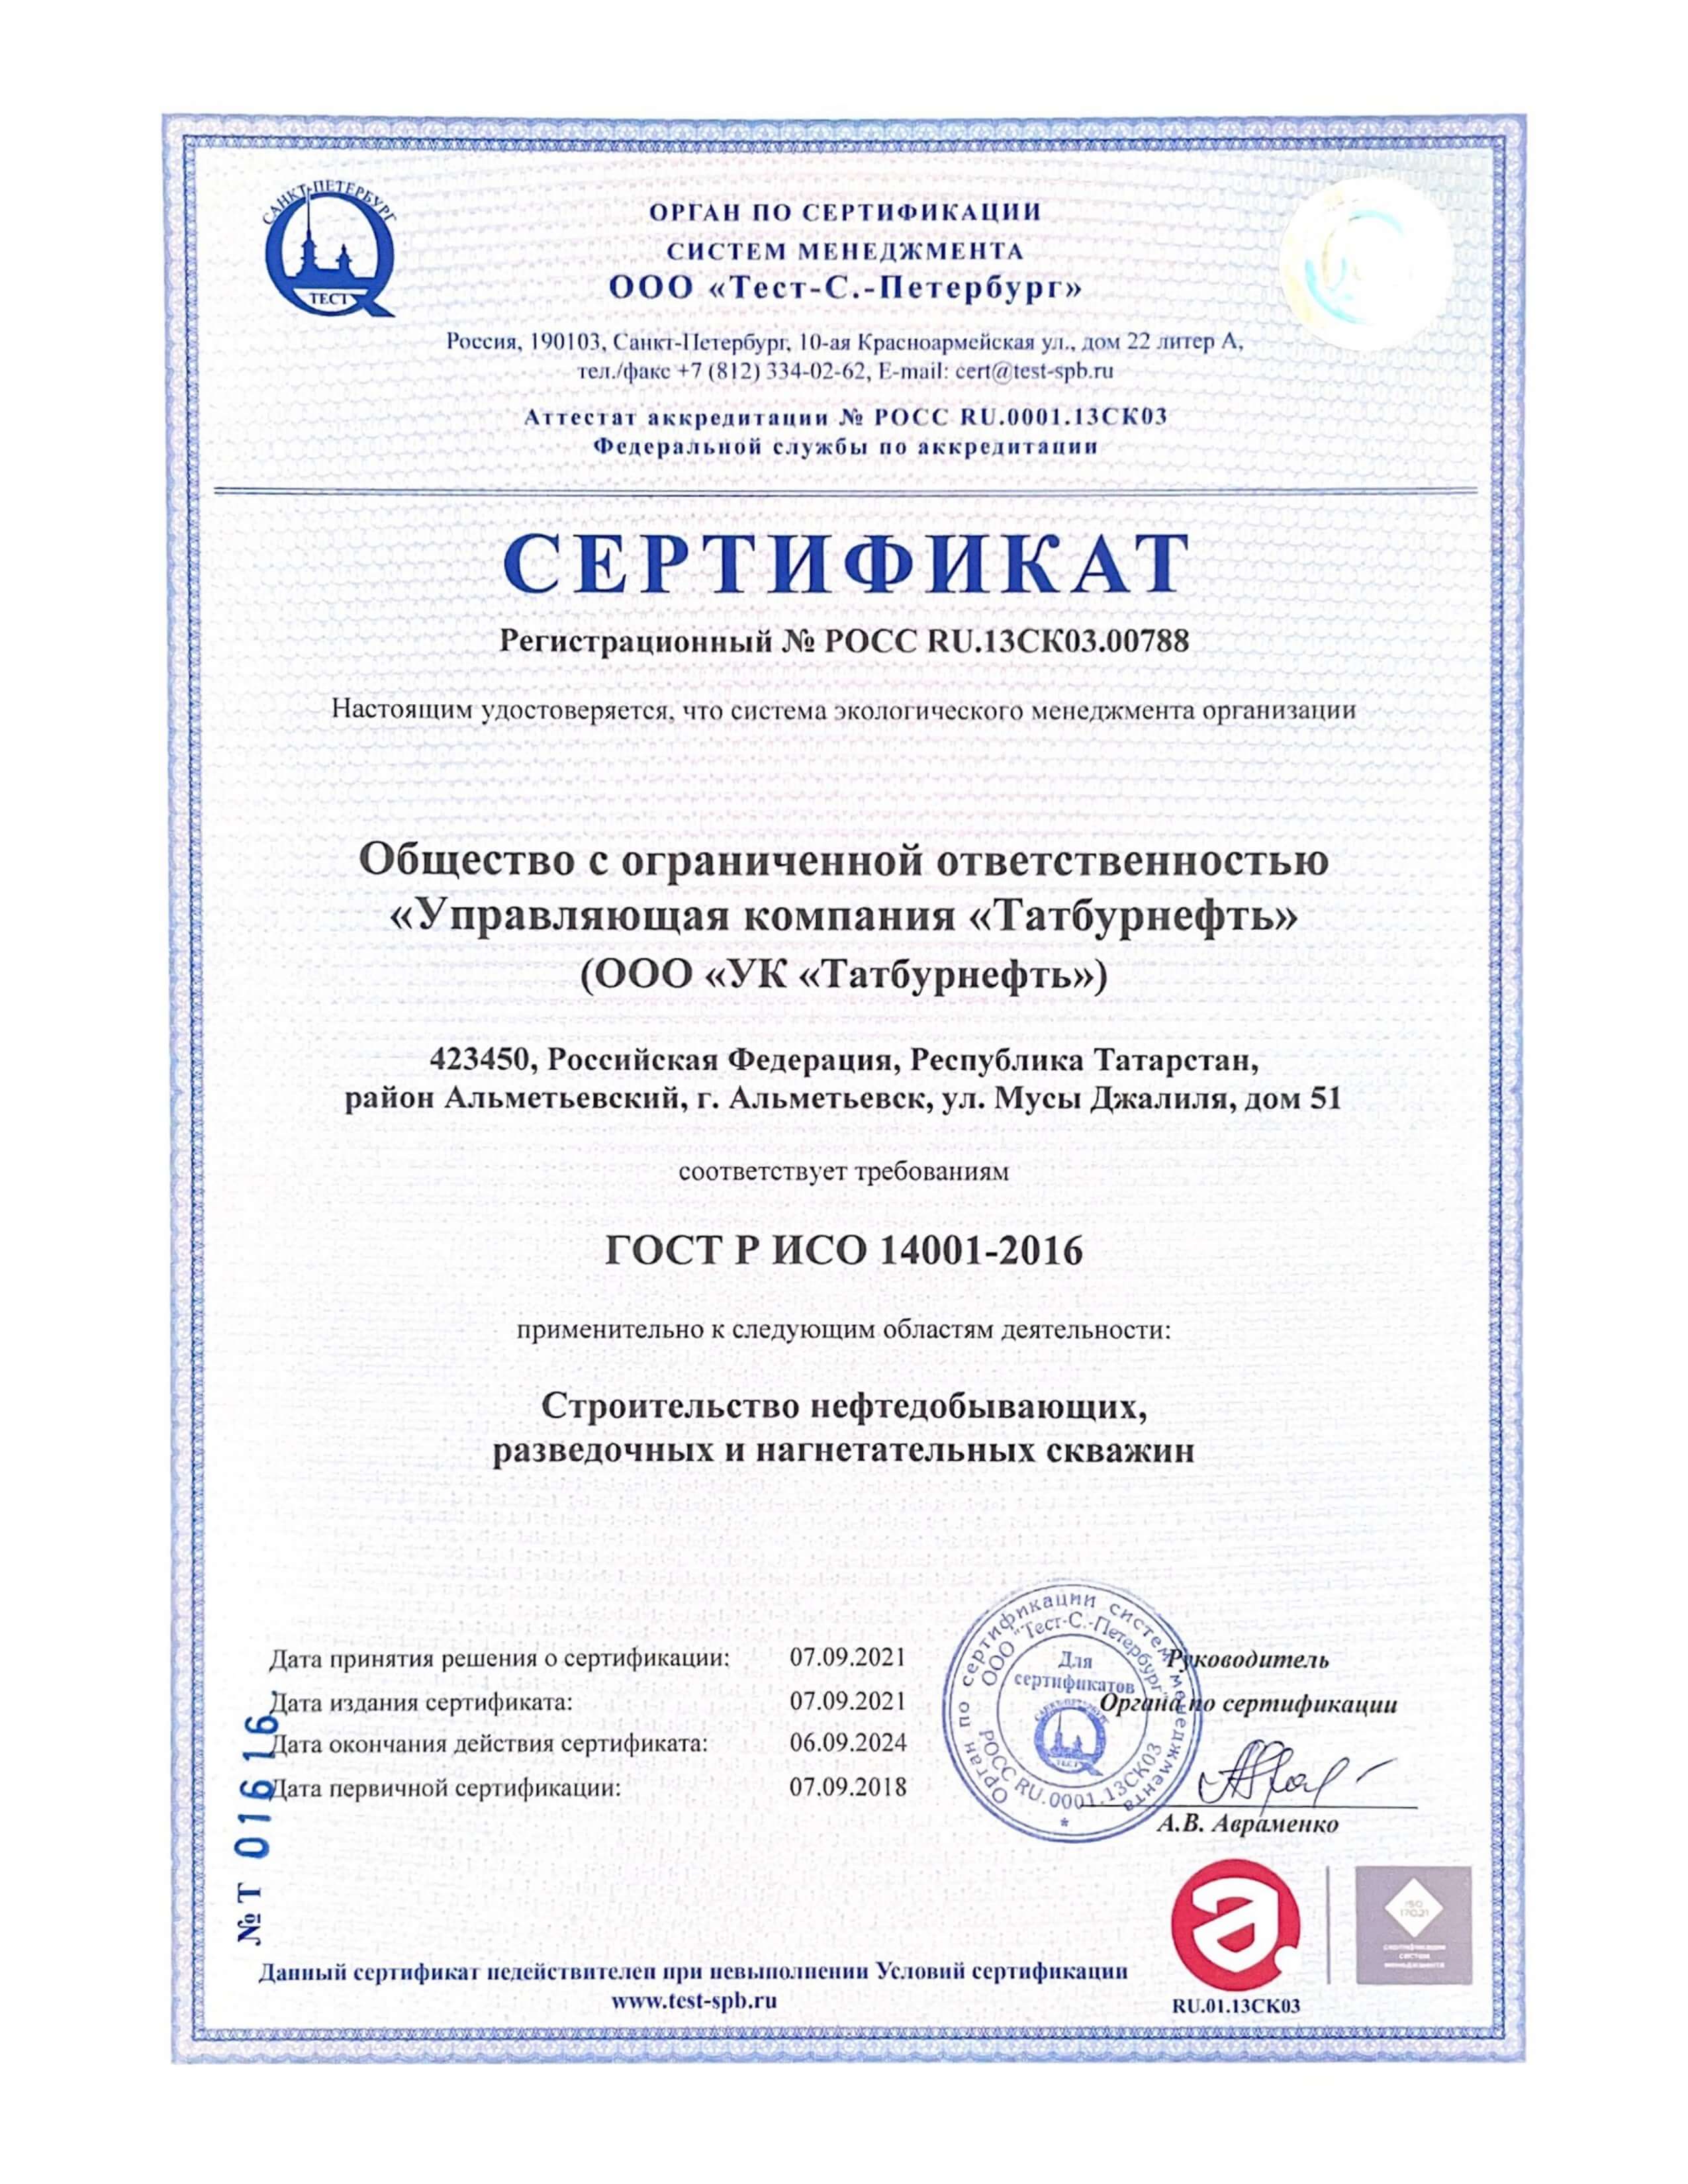 САНКТ-ПЕТЕРБУРГ
ТЕСТ
ОРГАН ПО СЕРТИФИКАЦИИ
СИСТЕМ МЕНЕДЖМЕНТА
ООО «Тест-С.-Петербург»
Россия, 190103, Санкт-Петербург, 10-ая Красноармейская ул., дом 22 литер А,
тел./факс +7 (812) 334-02-62, E-mail: cert@test-spb.ru
Аттестат аккредитации № РОСС RU.0001.13СК03
Федеральной службы по аккредитации
СЕРТИФИКАТ
Регистрационный № РОСС RU.13СК03.00788
Настоящим удостоверяется, что система экологического менеджмента организации
Общество с ограниченной ответственностью
«Управляющая компания «Татбурнефть»
(ООО «УК «Татбурнефть»)
423450, Российская Федерация, Республика Татарстан,
район Альметьевский, г. Альметьевск, ул. Мусы Джалиля, дом 51
соответствует требованиям
ГОСТ Р ИСО 14001-2016
применительно к следующим областям деятельности:
Строительство нефтедобывающих,
разведочных и нагнетательных скважин
Дата принятия решения о сертификации: 07.09.2021
Дата издания сертификата: 07.09.2021
Дата окончания действия сертификата: 06.09.2024
Дата первичной сертификации: 07.09.2018
Орган по сертификации систем менеджмента
ООО "Тест-С.-Петербург"
РОСС RU.0001.13СК03
Для
сертификатов
Руководитель
Органа по сертификации
А.В. Авраменко
№ Т 01616
Данный сертификат недействителен при невыполнении Условий сертификации
www.test-spb.ru
RU.01.13СК03
ISO
17021
сертификация
систем
менеджмента